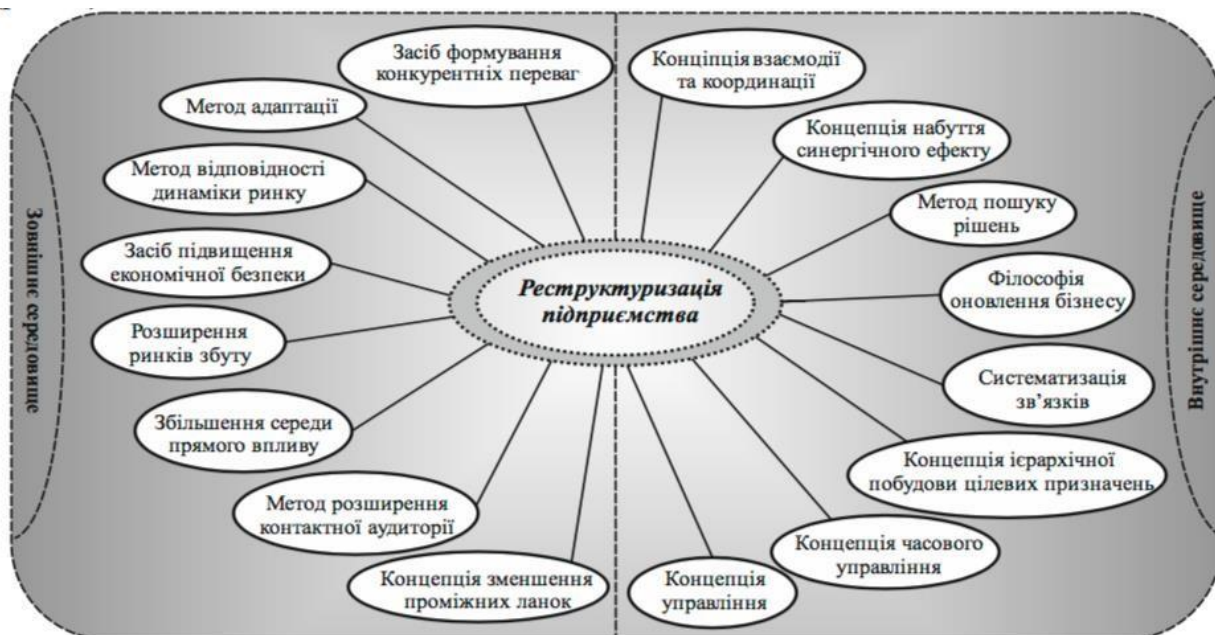 Засіб формування
конкурентніх переваг
Метод адаптації
Метод відповідності
динаміки ринку
Засіб підвищення
економічної безпеки
Розширення
ринків збуту
Збільшення середи
прямого впливу
Метод розширення
контактної аудиторії
Концепція зменшення
проміжних ланок
Зовнішнє середовище
Реструктуризація
підприємства
Конціпція взаємодії
та координації
Концепція набуття
синергічного ефекту
Метод пошуку
рішень
Філософія
оновлення бізнесу
Систематизація
зв’язків
Концепція ієрархічної
побудови цілевих призначень
Концепція часового
управління
Концепція
управління
Внутрішнє середовище